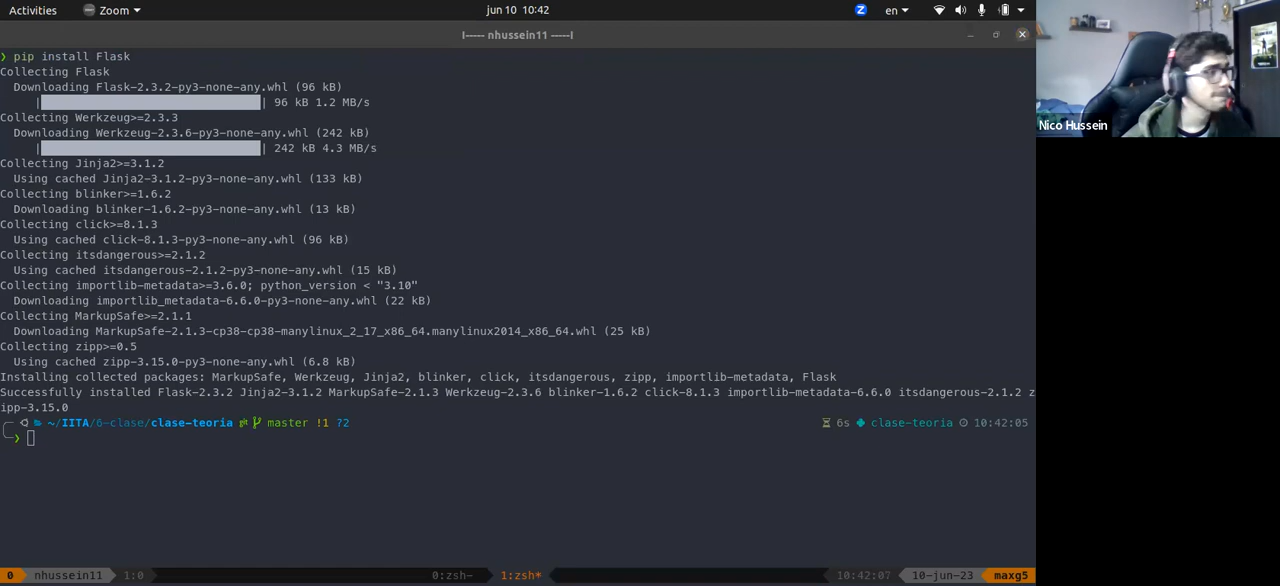 Activities Zoom jun 10 10:42 Z en
|----- nhussein11 -----|
❯ pip install Flask
Collecting Flask
Downloading Flask-2.3.2-py3-none-any.whl (96 kB)
| | 96 kB 1.2 MB/s
Collecting Werkzeug>=2.3.3
Downloading Werkzeug-2.3.6-py3-none-any.whl (242 kB)
| | 242 kB 4.3 MB/s
Collecting Jinja2>=3.1.2
Using cached Jinja2-3.1.2-py3-none-any.whl (133 kB)
Collecting blinker>=1.6.2
Downloading blinker-1.6.2-py3-none-any.whl (13 kB)
Collecting click>=8.1.3
Using cached click-8.1.3-py3-none-any.whl (96 kB)
Collecting itsdangerous>=2.1.2
Using cached itsdangerous-2.1.2-py3-none-any.whl (15 kB)
Collecting importlib-metadata>=3.6.0; python_version < "3.10"
Downloading importlib_metadata-6.6.0-py3-none-any.whl (22 kB)
Collecting MarkupSafe>=2.1.1
Downloading MarkupSafe-2.1.3-cp38-cp38-manylinux_2_17_x86_64.manylinux2014_x86_64.whl (25 kB)
Collecting zipp>=0.5
Using cached zipp-3.15.0-py3-none-any.whl (6.8 kB)
Installing collected packages: MarkupSafe, Werkzeug, Jinja2, blinker, click, itsdangerous, zipp, importlib-metadata, Flask
Successfully installed Flask-2.3.2 Jinja2-3.1.2 MarkupSafe-2.1.3 Werkzeug-2.3.6 blinker-1.6.2 click-8.1.3 importlib-metadata-6.6.0 itsdangerous-2.1.2 z
ipp-3.15.0
~/IITA/6-clase/clase-teoria git master !1 ?2 6s clase-teoria 10:42:05
❯
0 nhussein11 1:0 0:zsh- 1:zsh* 10:42:07 10-jun-23 maxg5
Nico Hussein